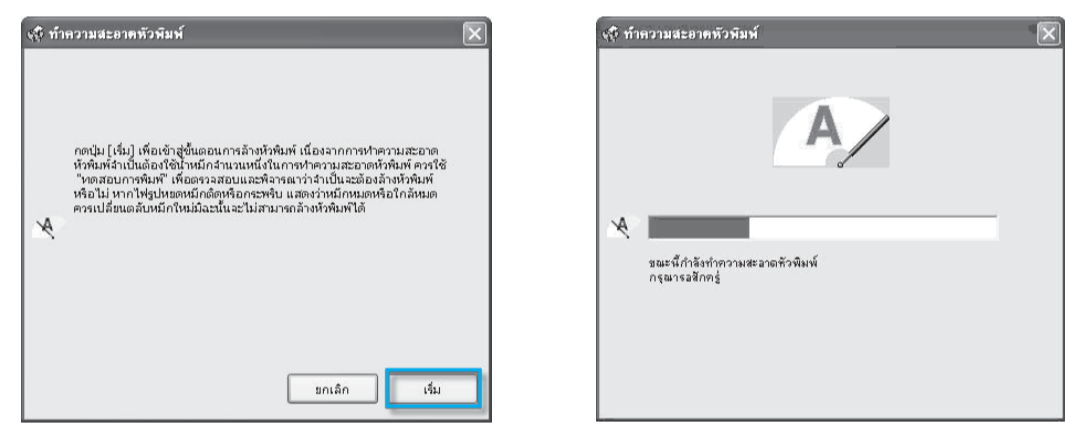 ทำความสะอาดหัวพิมพ์
กดปุ่ม [เริ่ม] เพื่อเข้าสู่ขั้นตอนการล้างหัวพิมพ์ เนื่องจากการทำความสะอาด
หัวพิมพ์จำเป็นต้องใช้น้ำหมึกจำนวนหนึ่งในการทำความสะอาดหัวพิมพ์ ควรใช้
"ทดสอบการพิมพ์" เพื่อตรวจสอบและพิจารณาว่าจำเป็นจะต้องล้างหัวพิมพ์
หรือไม่ หากไฟรูปหยดหมึกติดหรือกระพริบ แสดงว่าหมึกหมดหรือใกล้หมด
ควรเปลี่ยนตลับหมึกใหม่มิฉะนั้นจะไม่สามารถล้างหัวพิมพ์ได้
ยกเลิก
เริ่ม
ทำความสะอาดหัวพิมพ์
A
ขณะนี้กำลังทำความสะอาดหัวพิมพ์
กรุณารอสักครู่